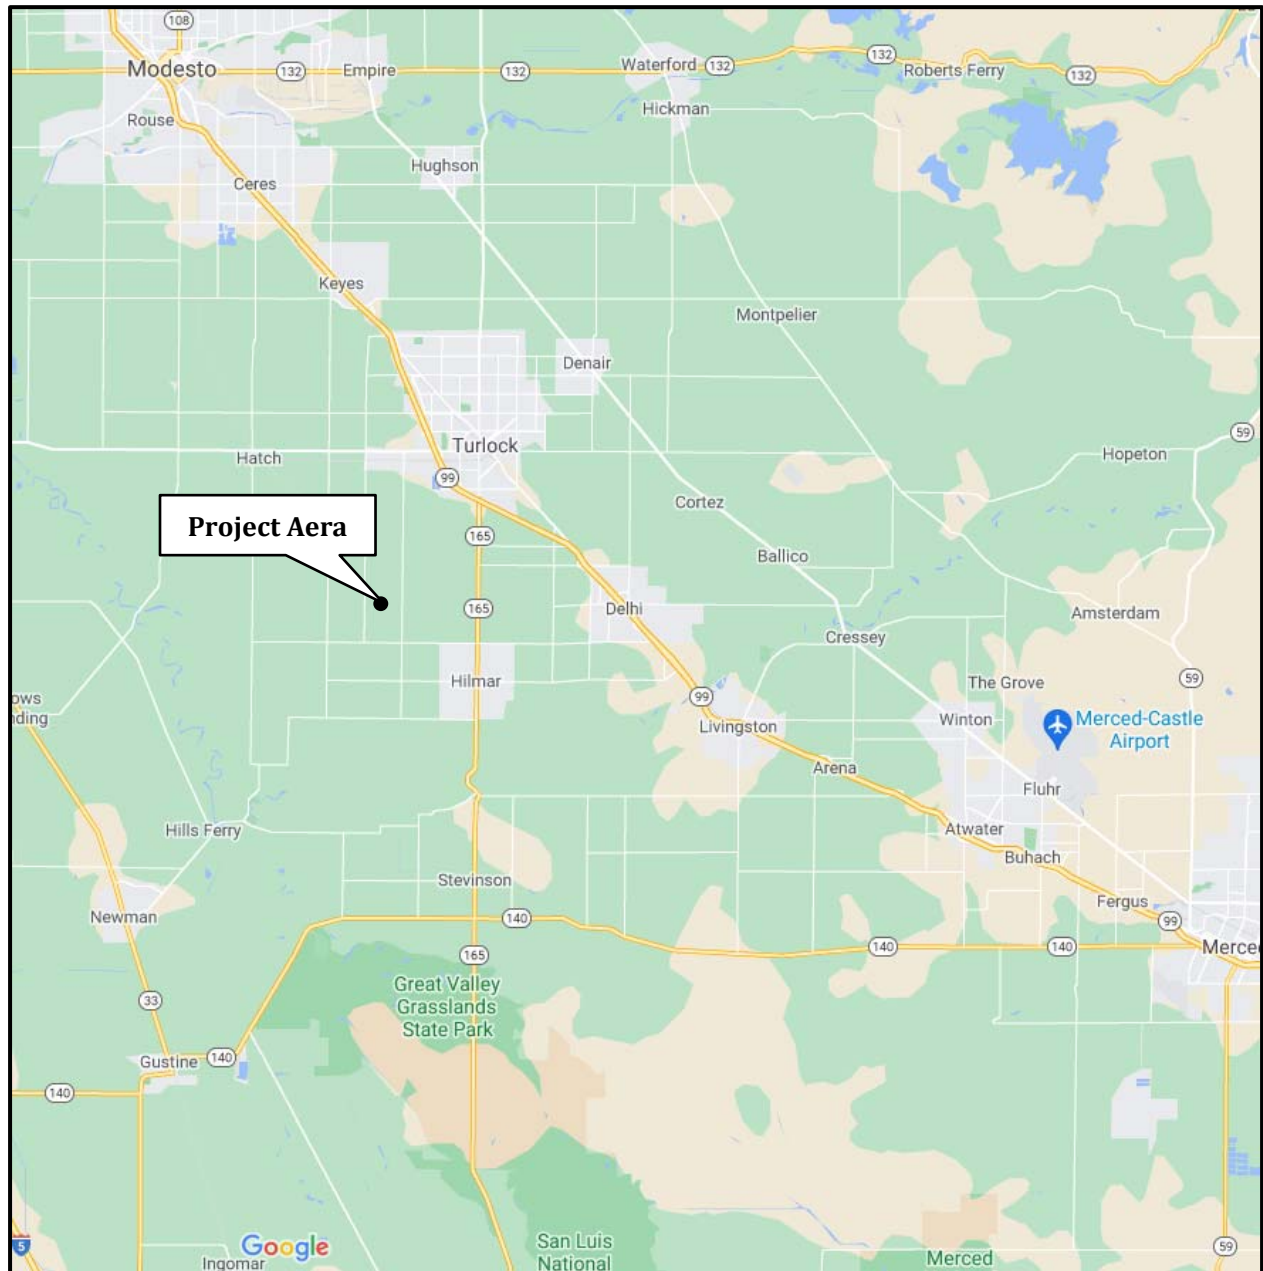 108
Modesto
132
Empire
132
Waterford
132
132
Roberts Ferry
132
Rouse
Hickman
Hughson
Ceres
Keyes
Montpelier
Denair
Turlock
59
Hatch
Hopeton
99
Cortez
Project Aera
165
Ballico
165
Delhi
Amsterdam
Cressey
ows
nding
Hilmar
The Grove
59
99
Livingston
Winton
Merced-Castle
Airport
Arena
Fluhr
Hills Ferry
Atwater
Buhach
Stevinson
Fergus
Newman
140
99
140
140
Merced
165
Great Valley
Grasslands
State Park
33
Gustine
140
140
5
Google
Ingomar
San Luis
National
Merced
59